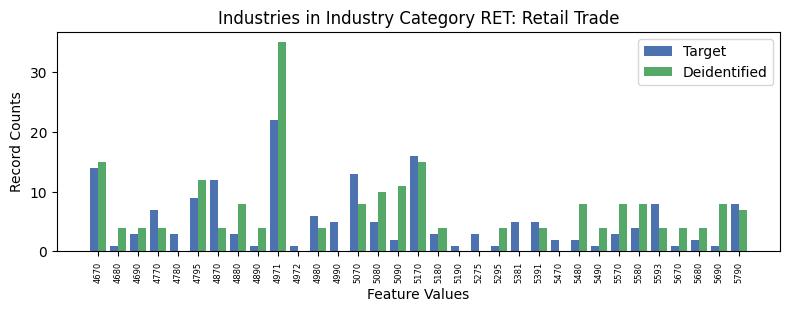 Industries in Industry Category RET: Retail Trade
Target
Deidentified
Record Counts
30
20
10
0
4670 4680 4690 4770 4780 4795 4870 4880 4890 4971 4972 4980 4990 5070 5080 5090 5170 5180 5190 5275 5295 5381 5391 5470 5480 5490 5570 5580 5593 5670 5680 5690 5790
Feature Values